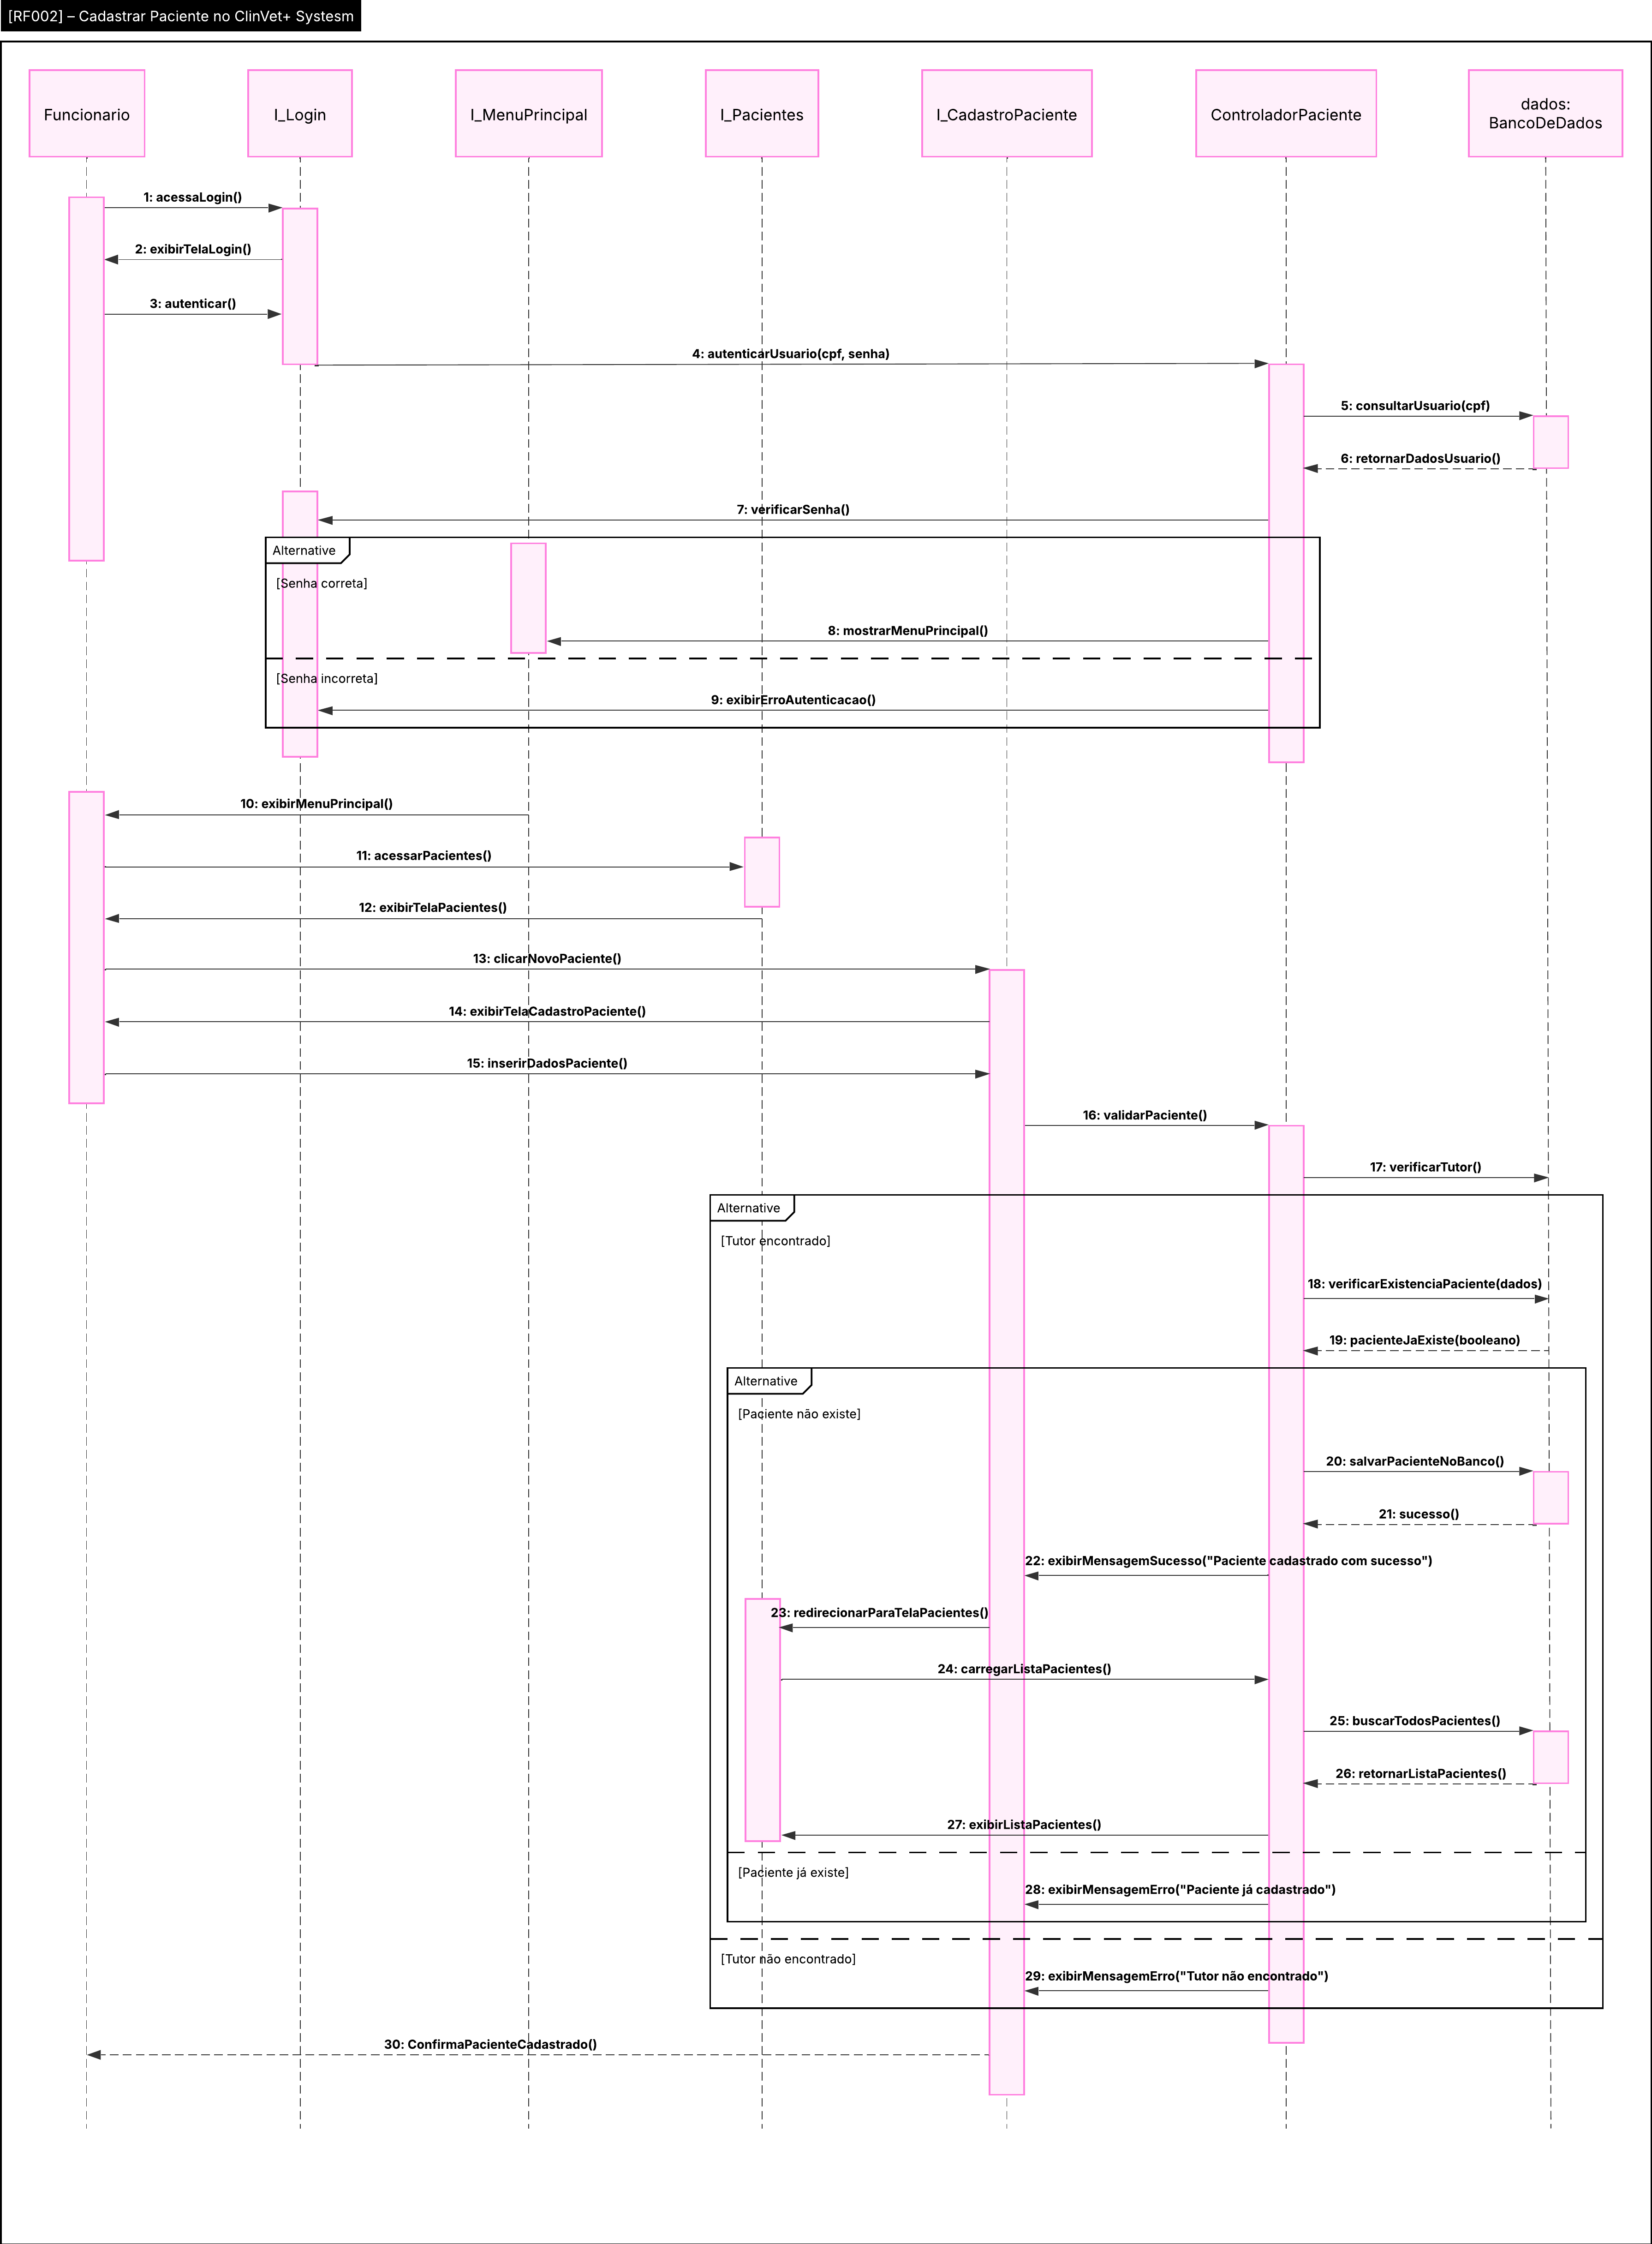 [RF002] – Cadastrar Paciente no ClinVet+ Systesm
Funcionario
I_Login
I_MenuPrincipal
I_Pacientes
I_CadastroPaciente
ControladorPaciente
dados:
BancoDeDados
1: acessaLogin()
2: exibirTelaLogin()
3: autenticar()
4: autenticarUsuario(cpf, senha)
5: consultarUsuario(cpf)
6: retornarDadosUsuario()
7: verificarSenha()
Alternative
[Senha correta]
8: mostrarMenuPrincipal()
[Senha incorreta]
9: exibirErroAutenticacao()
10: exibirMenuPrincipal()
11: acessarPacientes()
12: exibirTelaPacientes()
13: clicarNovoPaciente()
14: exibirTelaCadastroPaciente()
15: inserirDadosPaciente()
16: validarPaciente()
17: verificarTutor()
Alternative
[Tutor encontrado]
18: verificarExistenciaPaciente(dados)
19: pacienteJaExiste(booleano)
Alternative
[Paciente não existe]
20: salvarPacienteNoBanco()
21: sucesso()
22: exibirMensagemSucesso("Paciente cadastrado com sucesso")
23: redirecionarParaTelaPacientes()
24: carregarListaPacientes()
25: buscarTodosPacientes()
26: retornarListaPacientes()
27: exibirListaPacientes()
[Paciente já existe]
28: exibirMensagemErro("Paciente já cadastrado")
[Tutor não encontrado]
29: exibirMensagemErro("Tutor não encontrado")
30: ConfirmaPacienteCadastrado()